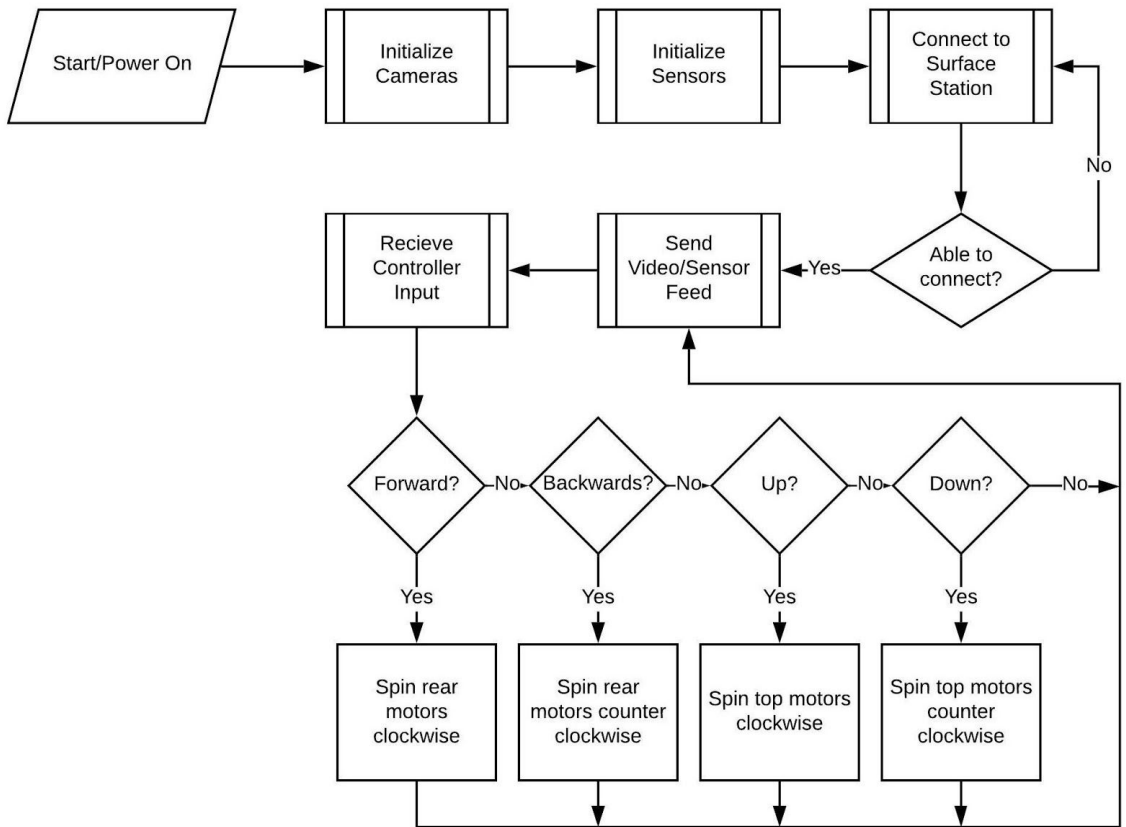 Start/Power On
Initialize
Cameras
Initialize
Sensors
Connect to
Surface
Station
No
Able to
connect?
Yes
Send
Video/Sensor
Feed
Recieve
Controller
Input
Forward?
No
Backwards?
No
Up?
No
Down?
No
Yes
Yes
Yes
Yes
Spin rear
motors
clockwise
Spin rear
motors counter
clockwise
Spin top motors
clockwise
Spin top motors
counter
clockwise